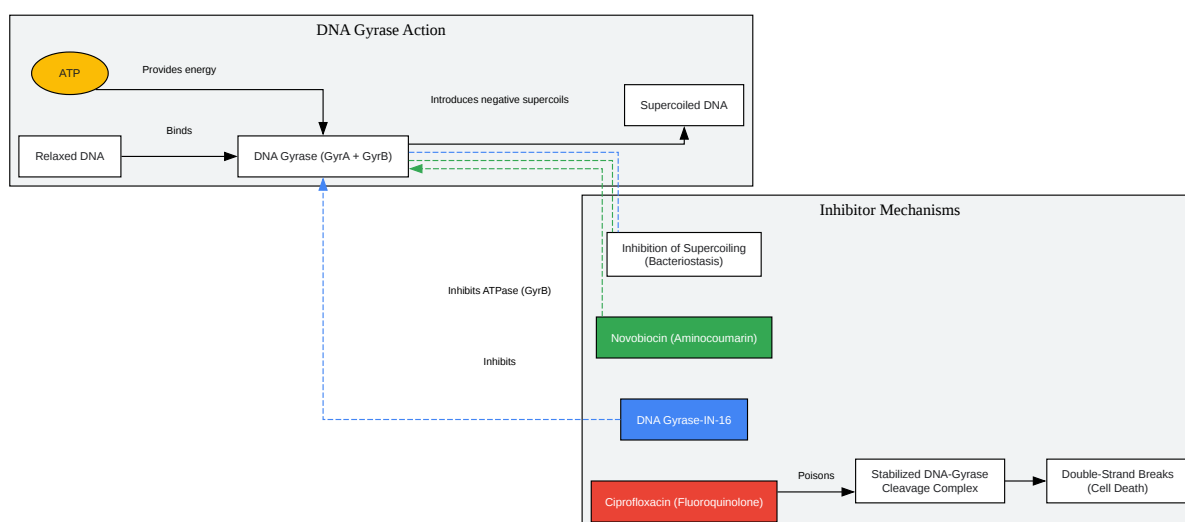 DNA Gyrase Action
ATP
Provides energy
Introduces negative supercoils
Supercoiled DNA
Binds
Relaxed DNA
DNA Gyrase (GyrA + GyrB)
Inhibitor Mechanisms
Inhibition of Supercoiling
(Bacteriostasis)
Inhibits ATPase (GyrB)
Novobiocin (Aminocoumarin)
Inhibits
DNA Gyrase-IN-16
Ciprofloxacin (Fluoroquinolone)
Poisons
Stabilized DNA-Gyrase
Cleavage Complex
Double-Strand Breaks
(Cell Death)